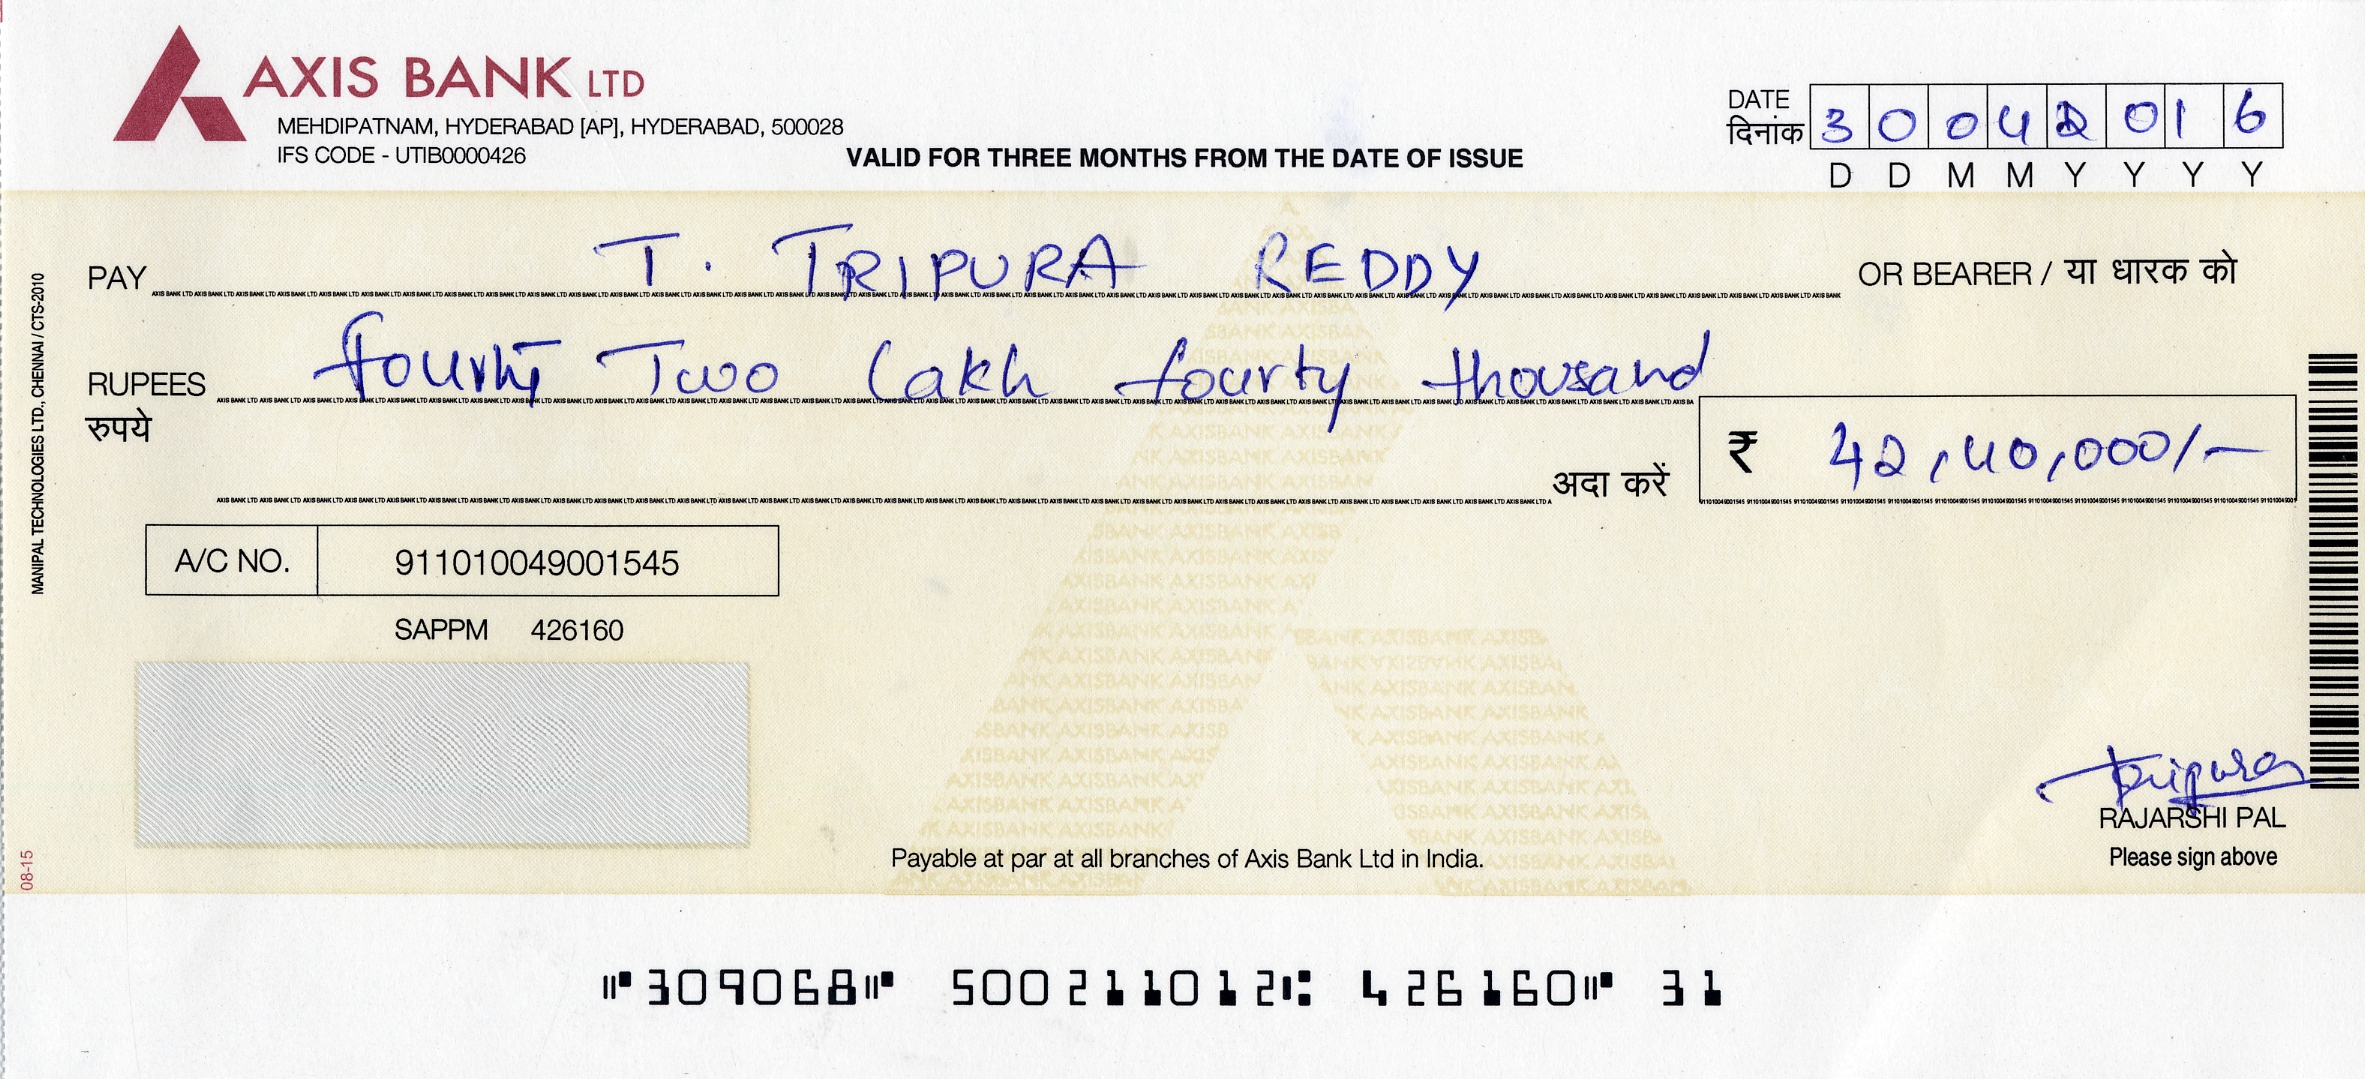 AXIS BANK LTD
MEHDIPATNAM, HYDERABAD [AP], HYDERABAD, 500028
IFS CODE - UTIB0000426
VALID FOR THREE MONTHS FROM THE DATE OF ISSUE
DATE
दिनांक
3 0 0 4 2 0 1 6
D D M M Y Y Y Y
PAY T. TRIPURA REDDY OR BEARER / या धारक को
RUPEES fourty Two Lakh fourty thousand
रुपये
अदा करें ₹ 42,40,000/-
A/C NO. 911010049001545
SAPPM 426160
VOID
Tripura
RAJARSHI PAL
Please sign above
Payable at par at all branches of Axis Bank Ltd in India.
MANIPAL TECHNOLOGIES LTD., CHENNAI / CTS-2010
08-15
⑈309068⑈ 500211012⑆ 426160⑈ 31